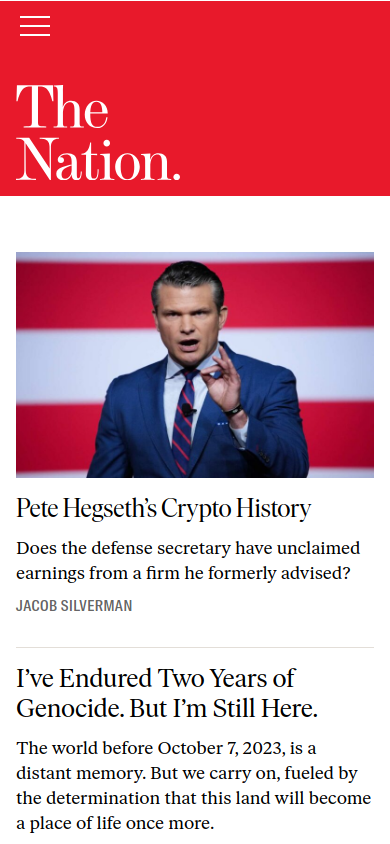 The
Nation.
Pete Hegseth's Crypto History
Does the defense secretary have unclaimed
earnings from a firm he formerly advised?
JACOB SILVERMAN
I've Endured Two Years of
Genocide. But I'm Still Here.
The world before October 7, 2023, is a
distant memory. But we carry on, fueled by
the determination that this land will become
a place of life once more.